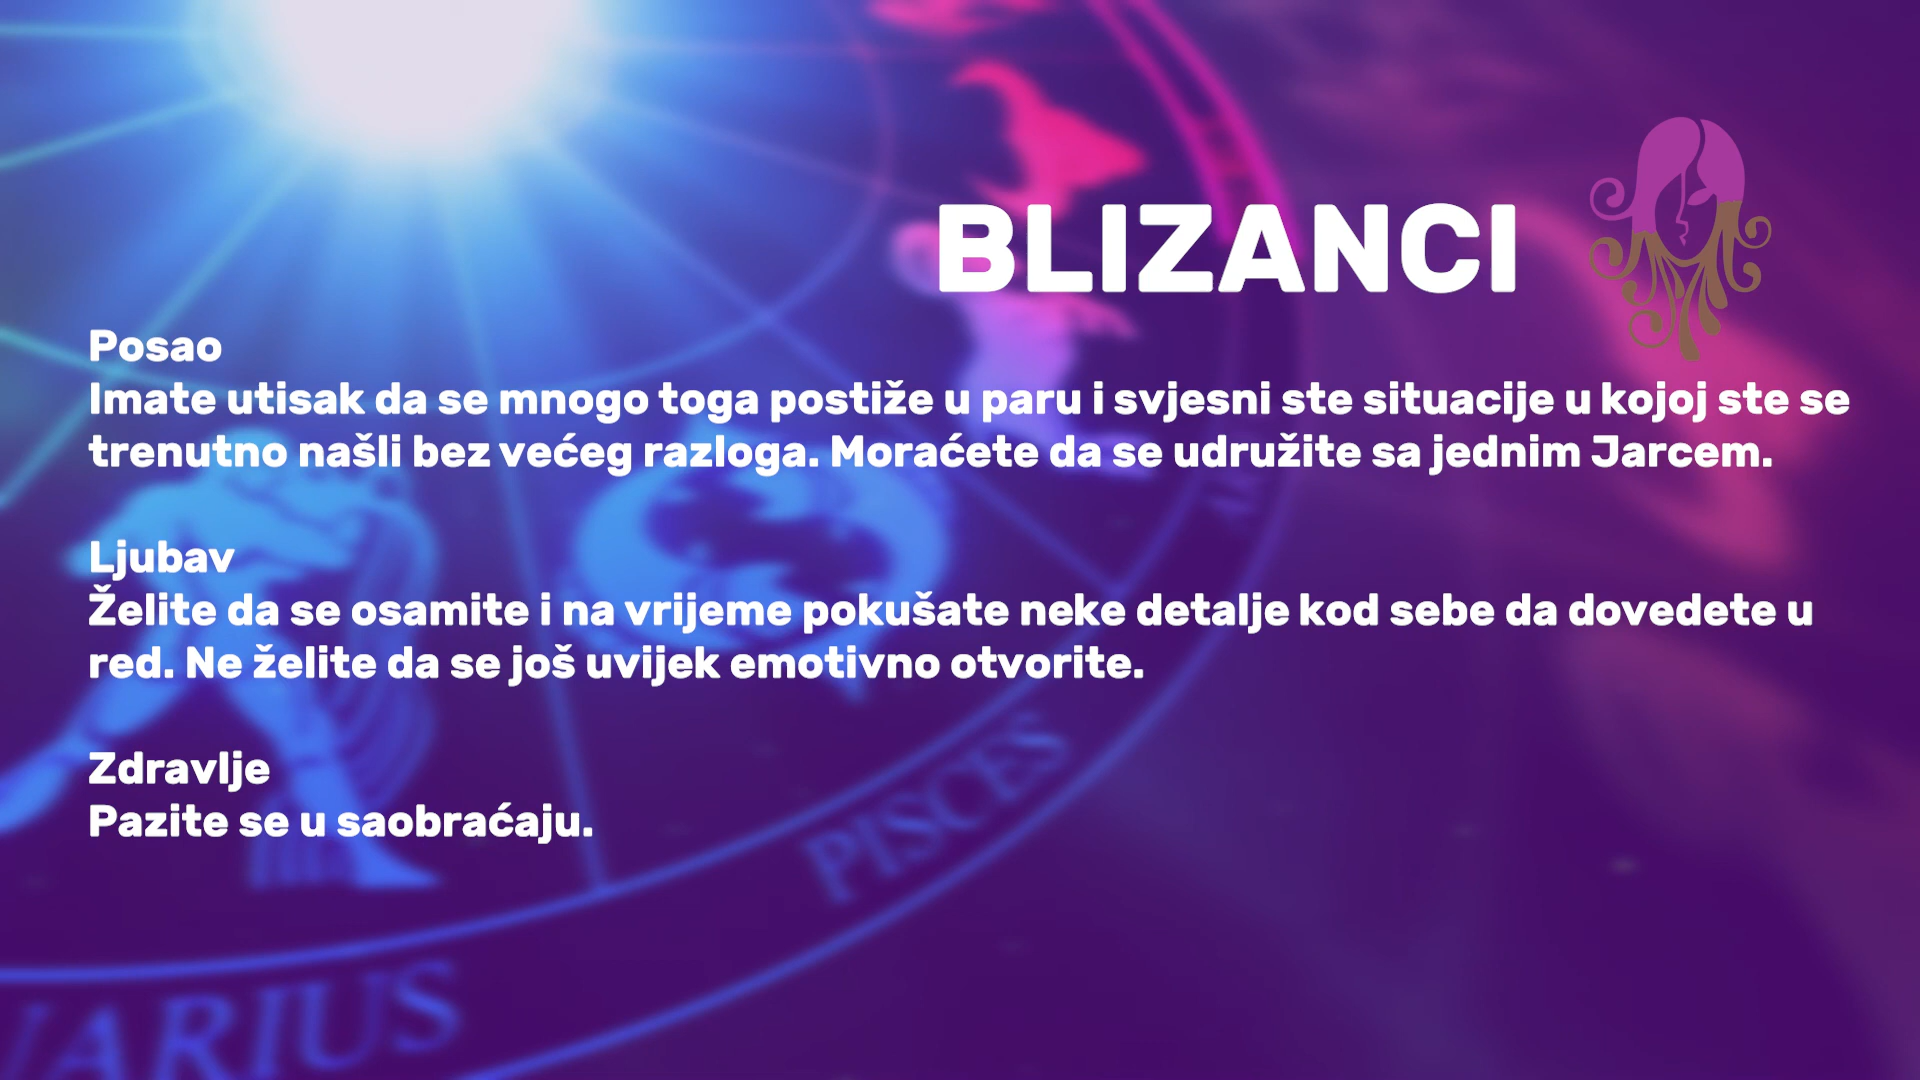 BLIZANCI
Posao
Imate utisak da se mnogo toga postiže u paru i svjesni ste situacije u kojoj ste se
trenutno našli bez većeg razloga. Moraćete da se udružite sa jednim Jarcem.
Ljubav
Želite da se osamite i na vrijeme pokušate neke detalje kod sebe da dovedete u
red. Ne želite da se još uvijek emotivno otvorite.
Zdravlje
Pazite se u saobraćaju.
PISCES
UARIUS